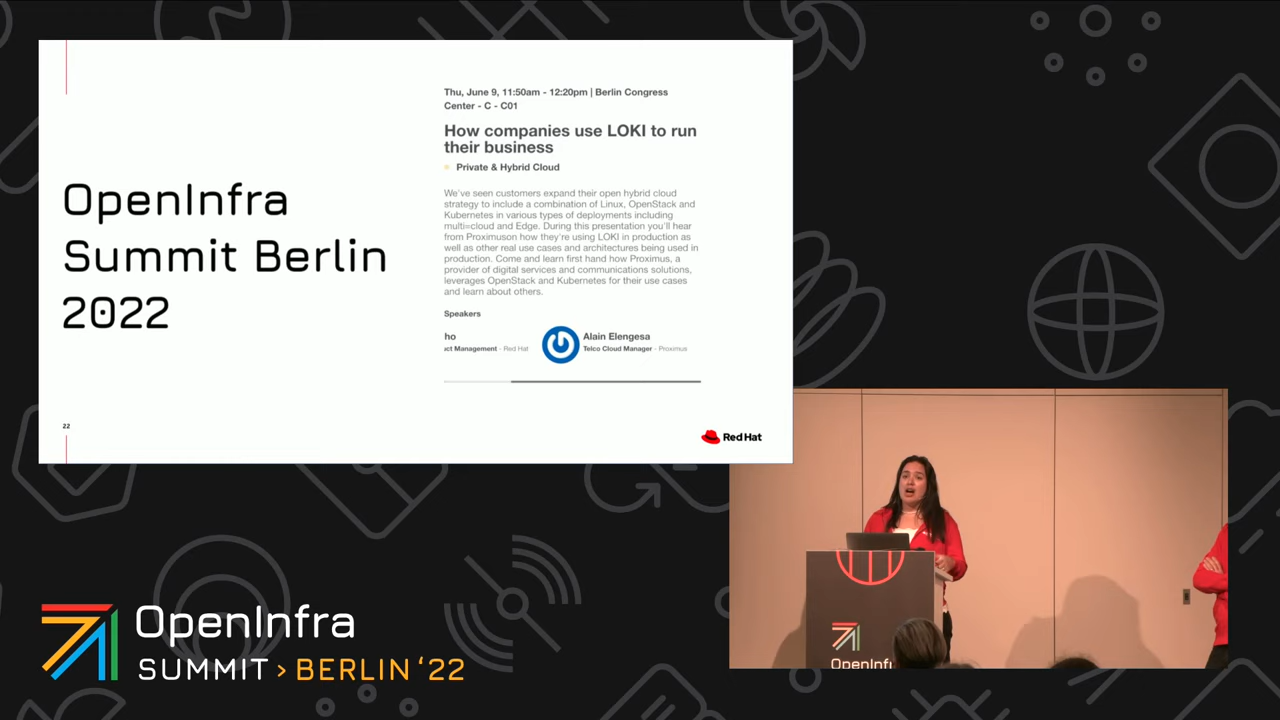 OpenInfra
Summit Berlin
2022
Thu, June 9, 11:50am - 12:20pm | Berlin Congress
Center - C - C01
How companies use LOKI to run
their business
Private & Hybrid Cloud
We've seen customers expand their open hybrid cloud
strategy to include a combination of Linux, OpenStack and
Kubernetes in various types of deployments including
multi=cloud and Edge. During this presentation you'll hear
from Proximuson how they're using LOKI in production as
well as other real use cases and architectures being used in
production. Come and learn first hand how Proximus, a
provider of digital services and communications solutions,
leverages OpenStack and Kubernetes for their use cases
and learn about others.
Speakers
ho
ct Management - Red Hat
Alain Elengesa
Telco Cloud Manager - Proximus
22
Red Hat
OpenInfra
SUMMIT > BERLIN '22
OpenInfr